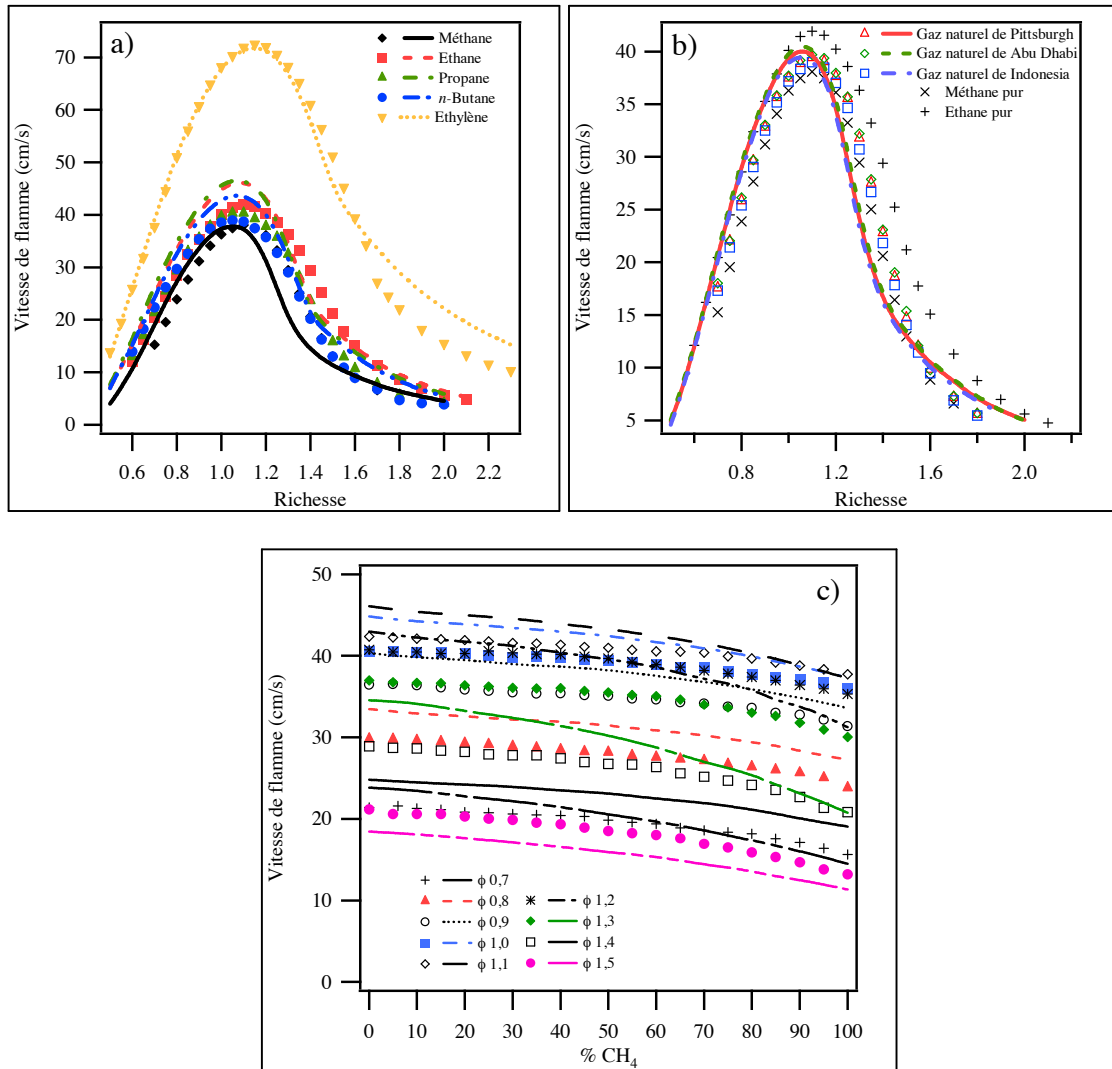 a)
Vitesse de flamme (cm/s)
70
60
50
40
30
20
10
0
0.6 0.8 1.0 1.2 1.4 1.6 1.8 2.0 2.2
Richesse
Méthane
Ethane
Propane
n-Butane
Ethylène
b)
Vitesse de flamme (cm/s)
40
35
30
25
20
15
10
5
0.8 1.2 1.6 2.0
Richesse
Gaz naturel de Pittsburgh
Gaz naturel de Abu Dhabi
Gaz naturel de Indonesia
Méthane pur
Ethane pur
c)
Vitesse de flamme (cm/s)
50
40
30
20
10
0
0 10 20 30 40 50 60 70 80 90 100
% CH₄
ϕ 0,7
ϕ 0,8
ϕ 0,9
ϕ 1,0
ϕ 1,1
ϕ 1,2
ϕ 1,3
ϕ 1,4
ϕ 1,5